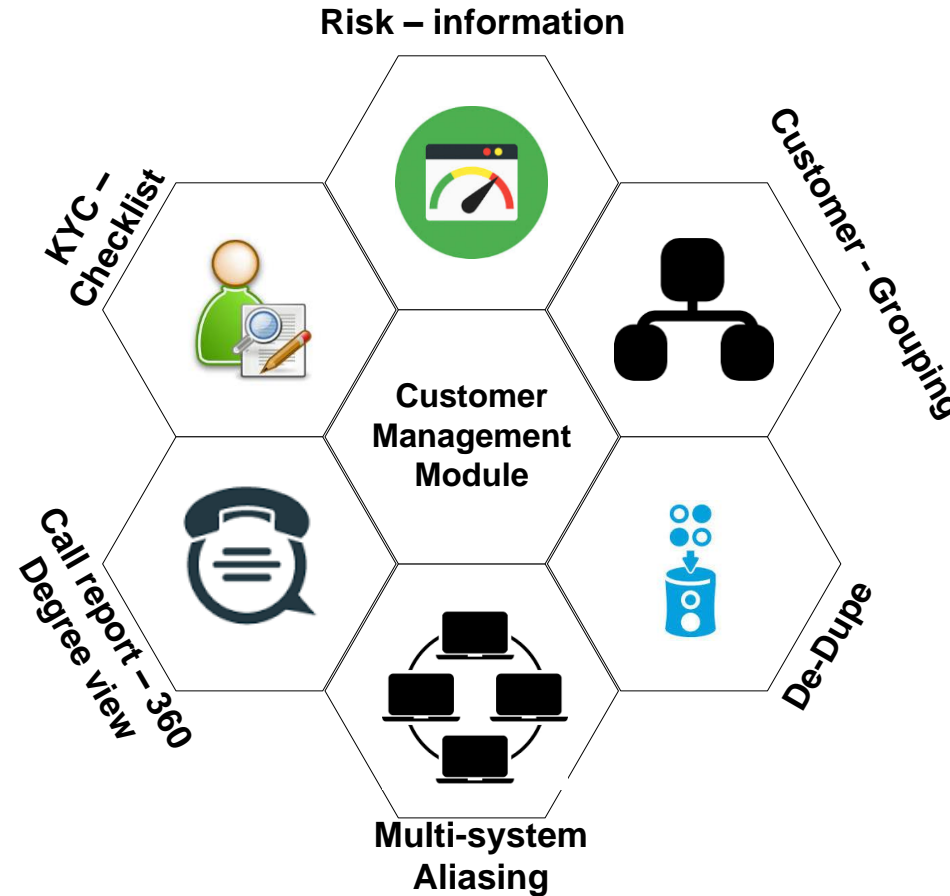 Risk – information
Customer - Grouping
KYC –
Checklist
Customer
Management
Module
Call report – 360
Degree view
De-Dupe
Multi-system
Aliasing